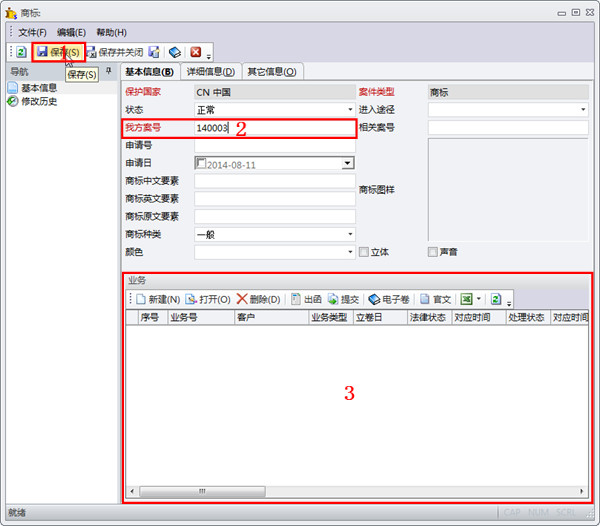 商标:
文件(F) 编辑(E) 帮助(H)
保存(S) 保存并关闭
1
导航
保存(S)
基本信息(B) 详细信息(D) 其它信息(O)
基本信息
修改历史
保护国家 CN 中国 案件类型 商标
状态 正常 进入途径
我方案号 140003 2 相关案号
申请号
申请日 2014-08-11
商标中文要素 商标图样
商标英文要素
商标原文要素
商标种类 一般
颜色 立体 声音
业务
新建(N) 打开(O) 删除(D) 出函 提交 电子卷 官文
序号 业务号 客户 业务类型 立卷日 法律状态 对应时间 处理状态 对应时间
3
就绪 CAP NUM SCRL